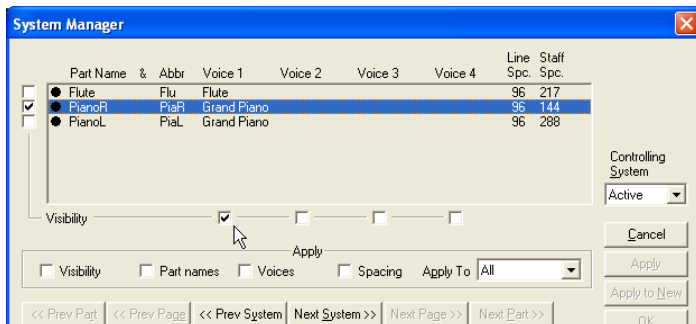 System Manager
Line Staff
Part Name & Abbr Voice 1 Voice 2 Voice 3 Voice 4 Spc. Spc.
Flute Flu Flute 96 217
PianoR PiaR Grand Piano 96 144
PianoL PiaL Grand Piano 96 288
Controlling
System
Active
Visibility
Cancel
Apply
Visibility Part names Voices Spacing Apply To All
Apply
Apply to New
<< Prev Part << Prev Page << Prev System Next System >> Next Page >> Next Part >>
OK